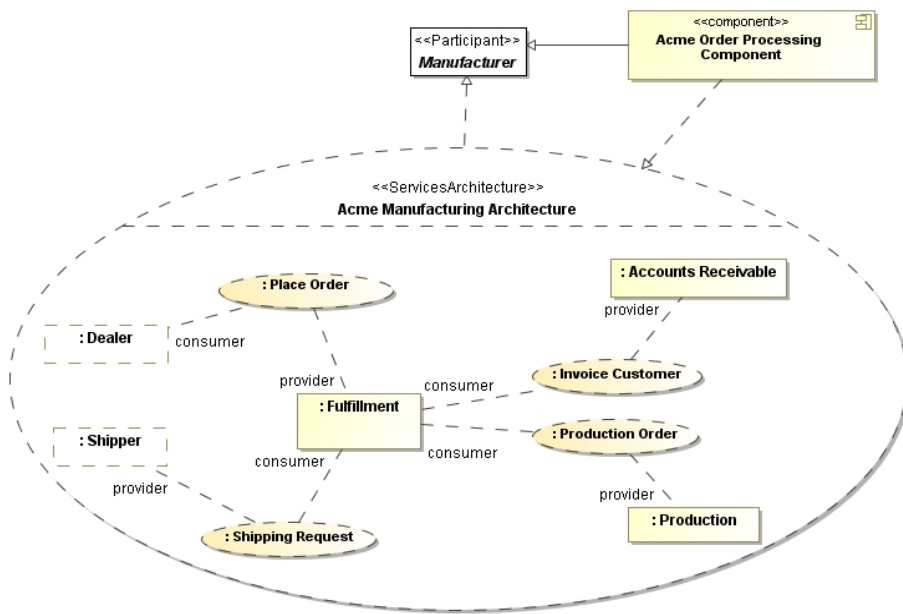 <<component>>
Acme Order Processing
Component
<<Participant>>
Manufacturer
<<ServicesArchitecture>>
Acme Manufacturing Architecture
: Place Order
: Accounts Receivable
provider
: Dealer
consumer
provider
consumer
: Invoice Customer
: Fulfillment
: Shipper
consumer
consumer
: Production Order
provider
provider
: Shipping Request
: Production